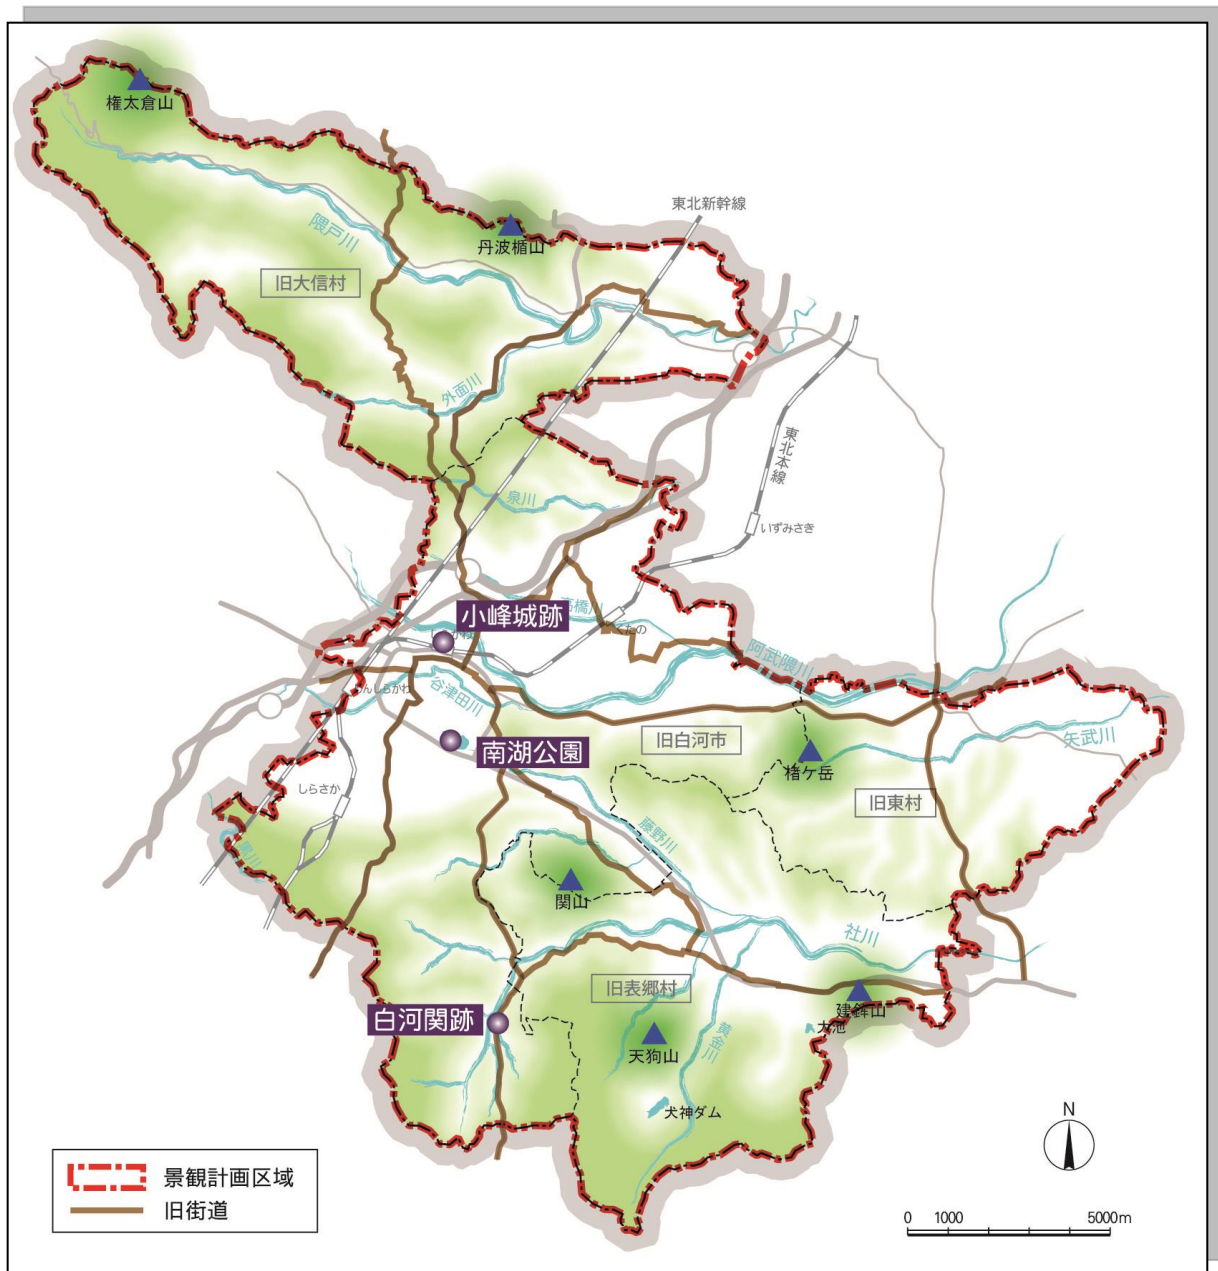 権太倉山
東北新幹線
丹波楯山
隈戸川
旧大信村
外面川
東北本線
泉川
いずみさき
小峰城跡
高橋川
阿武隈川
谷津田川
旧白河市
矢武川
南湖公園
しらさか
旧東村
藤野川
関山
社川
旧表郷村
白河関跡
建鉾山
大池
天狗山
黄金川
犬神ダム
N
景観計画区域
旧街道
0 1000 5000m